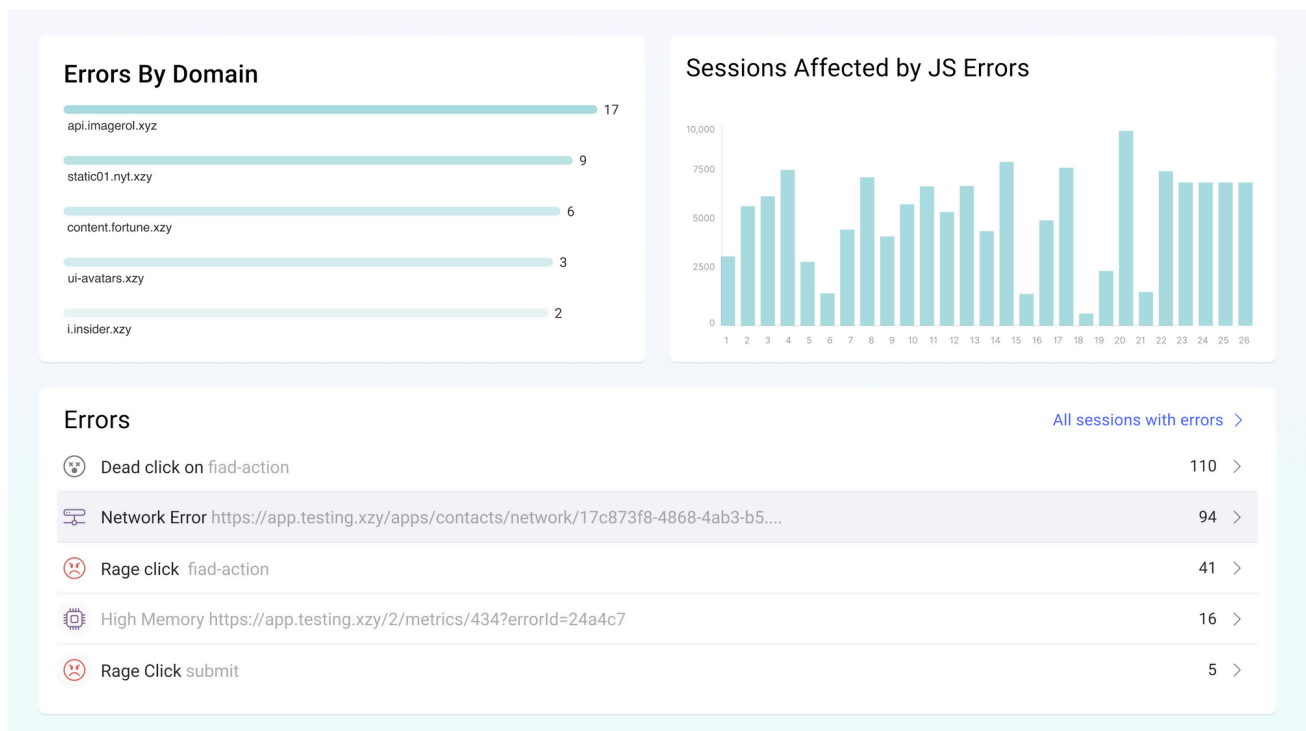 Errors By Domain
17
api.imagerol.xyz
9
static01.nyt.xzy
6
content.fortune.xzy
3
ui-avatars.xzy
2
i.insider.xzy
Sessions Affected by JS Errors
10,000
7500
5000
2500
0
1 2 3 4 5 6 7 8 9 10 11 12 13 14 15 16 17 18 19 20 21 22 23 24 25 26
Errors
All sessions with errors
Dead click on fiad-action 110
Network Error https://app.testing.xzy/apps/contacts/network/17c873f8-4868-4ab3-b5.... 94
Rage click fiad-action 41
High Memory https://app.testing.xzy/2/metrics/434?errorId=24a4c7 16
Rage Click submit 5